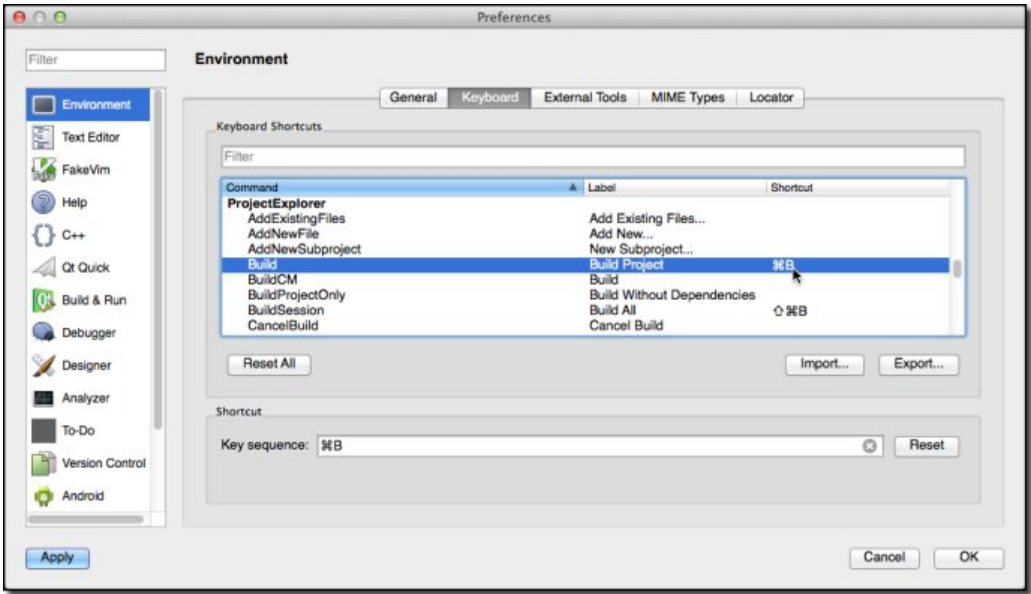 Preferences
Filter
Environment
Environment
Text Editor
FakeVim
Help
C++
Qt Quick
Build & Run
Debugger
Designer
Analyzer
To-Do
Version Control
Android
General Keyboard External Tools MIME Types Locator
Keyboard Shortcuts
Filter
Command Label Shortcut
ProjectExplorer
AddExistingFiles Add Existing Files...
AddNewFile Add New...
AddNewSubproject New Subproject...
Build Build Project ⌘B
BuildCM Build
BuildProjectOnly Build Without Dependencies
BuildSession Build All ⇧⌘B
CancelBuild Cancel Build
Reset All Import... Export...
Shortcut
Key sequence: ⌘B Reset
Apply Cancel OK